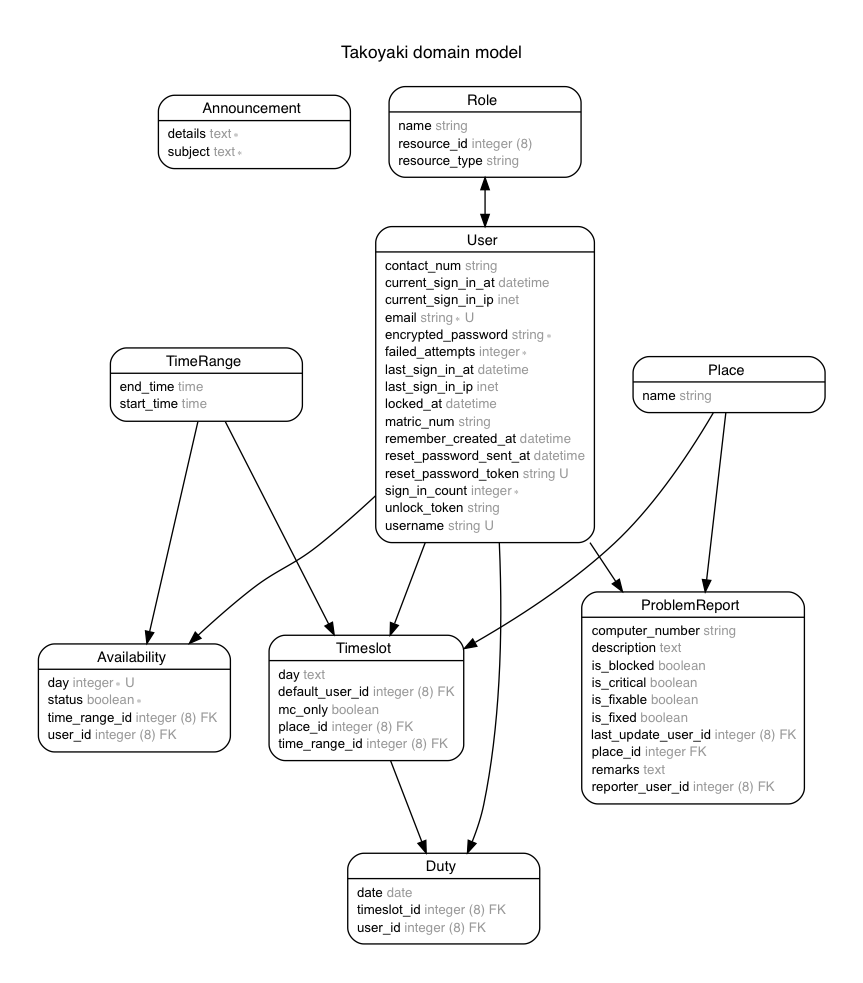 Takoyaki domain model
Announcement
details text ∗
subject text ∗
Role
name string
resource_id integer (8)
resource_type string
User
contact_num string
current_sign_in_at datetime
current_sign_in_ip inet
email string ∗ U
encrypted_password string ∗
failed_attempts integer ∗
last_sign_in_at datetime
last_sign_in_ip inet
locked_at datetime
matric_num string
remember_created_at datetime
reset_password_sent_at datetime
reset_password_token string U
sign_in_count integer ∗
unlock_token string
username string U
TimeRange
end_time time
start_time time
Place
name string
Availability
day integer ∗ U
status boolean ∗
time_range_id integer (8) FK
user_id integer (8) FK
Timeslot
day text
default_user_id integer (8) FK
mc_only boolean
place_id integer (8) FK
time_range_id integer (8) FK
ProblemReport
computer_number string
description text
is_blocked boolean
is_critical boolean
is_fixable boolean
is_fixed boolean
last_update_user_id integer (8) FK
place_id integer FK
remarks text
reporter_user_id integer (8) FK
Duty
date date
timeslot_id integer (8) FK
user_id integer (8) FK